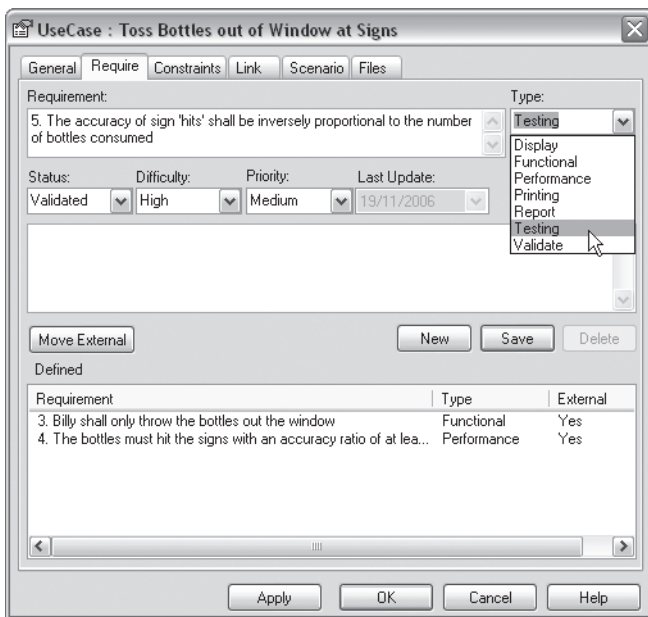 UseCase : Toss Bottles out of Window at Signs
General Require Constraints Link Scenario Files
Requirement: Type:
5. The accuracy of sign 'hits' shall be inversely proportional to the number
of bottles consumed
Testing
Display
Functional
Performance
Printing
Report
Testing
Validate
Status: Difficulty: Priority: Last Update:
Validated High Medium 19/11/2006
Move External New Save Delete
Defined
Requirement Type External
3. Billy shall only throw the bottles out the window Functional Yes
4. The bottles must hit the signs with an accuracy ratio of at lea... Performance Yes
Apply OK Cancel Help